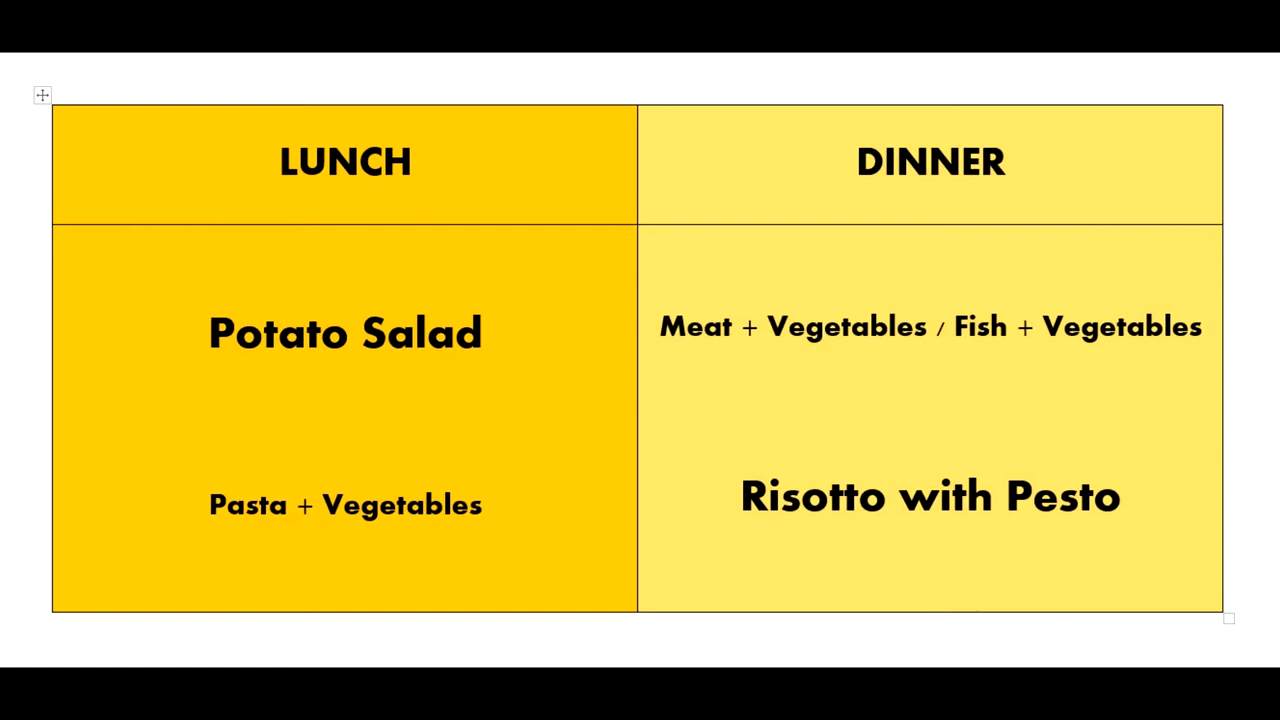 LUNCH
DINNER
Potato Salad
Meat + Vegetables / Fish + Vegetables
Pasta + Vegetables
Risotto with Pesto